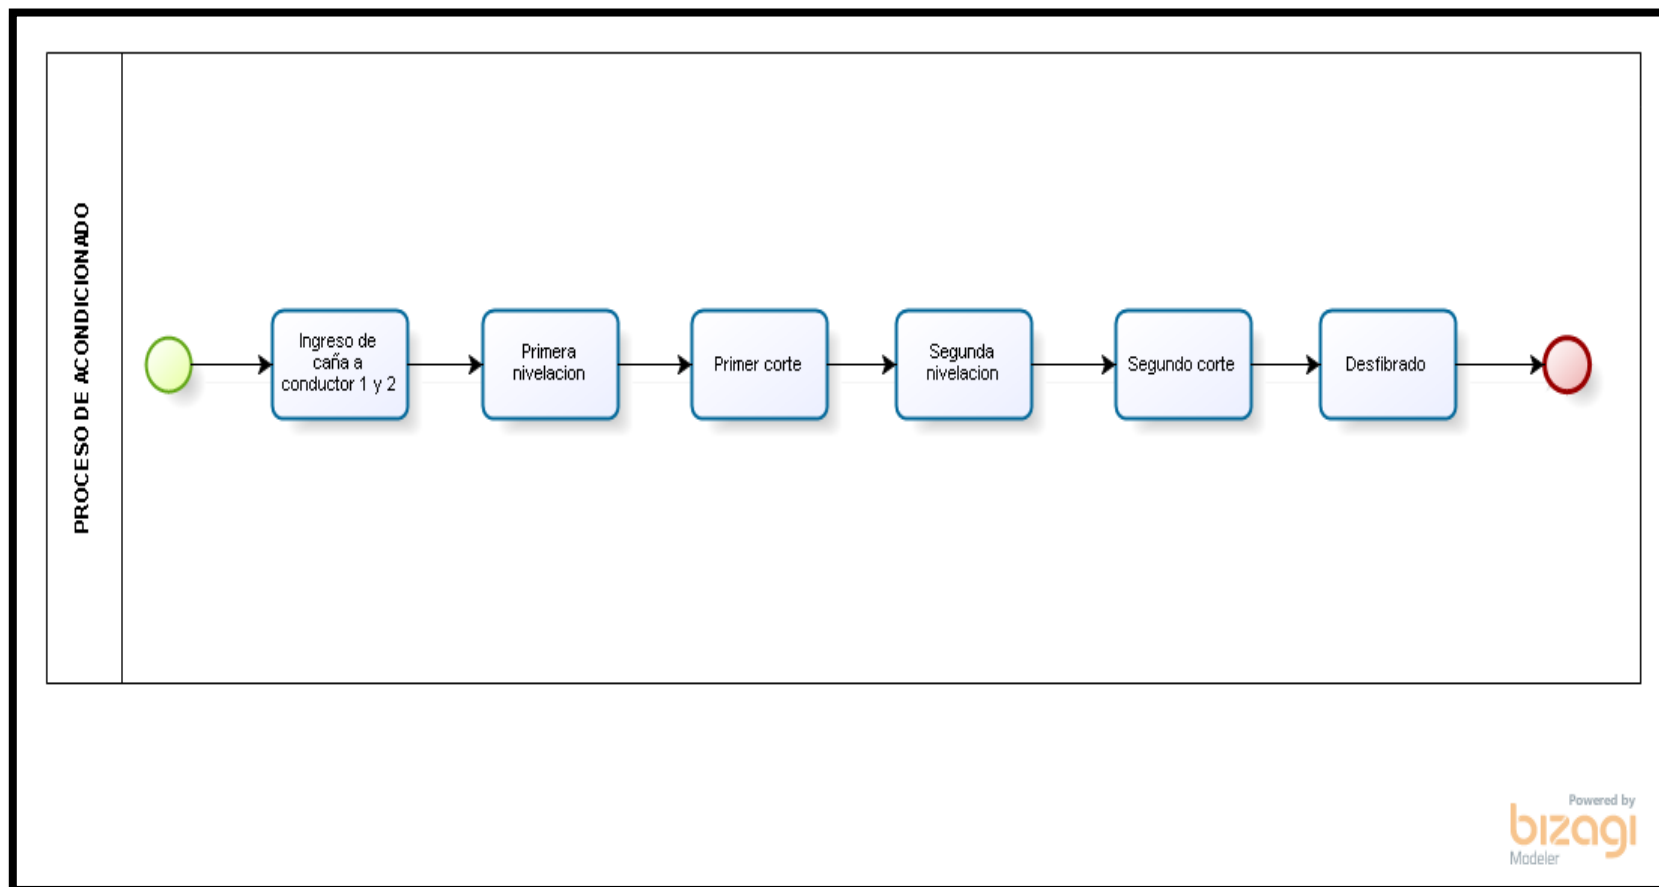 PROCESO DE ACONDICIONADO
Ingreso de
caña a
conductor 1 y 2
Primera
nivelacion
Primer corte
Segunda
nivelacion
Segundo corte
Desfibrado
Powered by
bizagi
Modeler